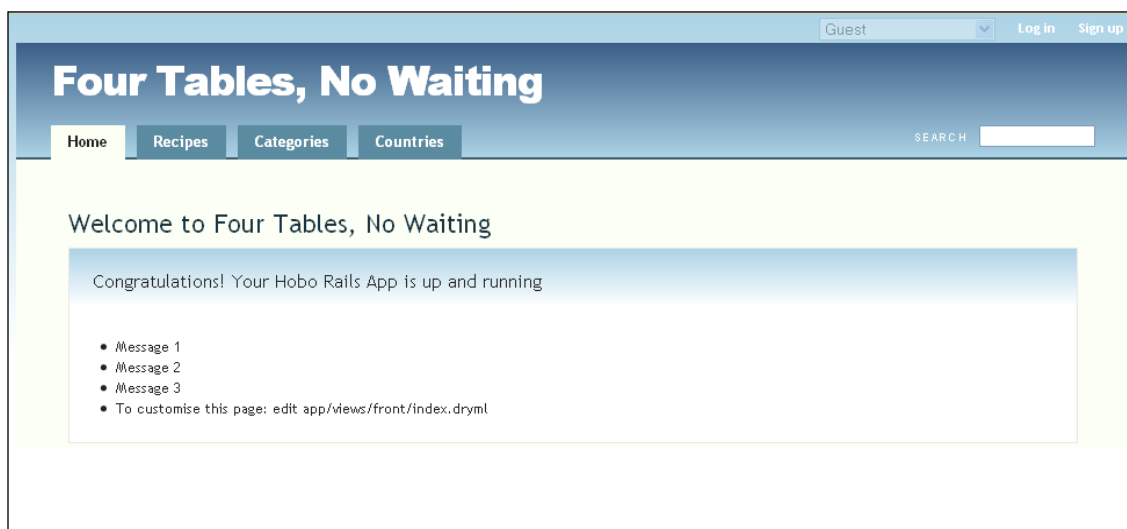 Guest Log in Sign up
Four Tables, No Waiting
Home Recipes Categories Countries SEARCH
Welcome to Four Tables, No Waiting
Congratulations! Your Hobo Rails App is up and running
• Message 1
• Message 2
• Message 3
• To customise this page: edit app/views/front/index.dryml